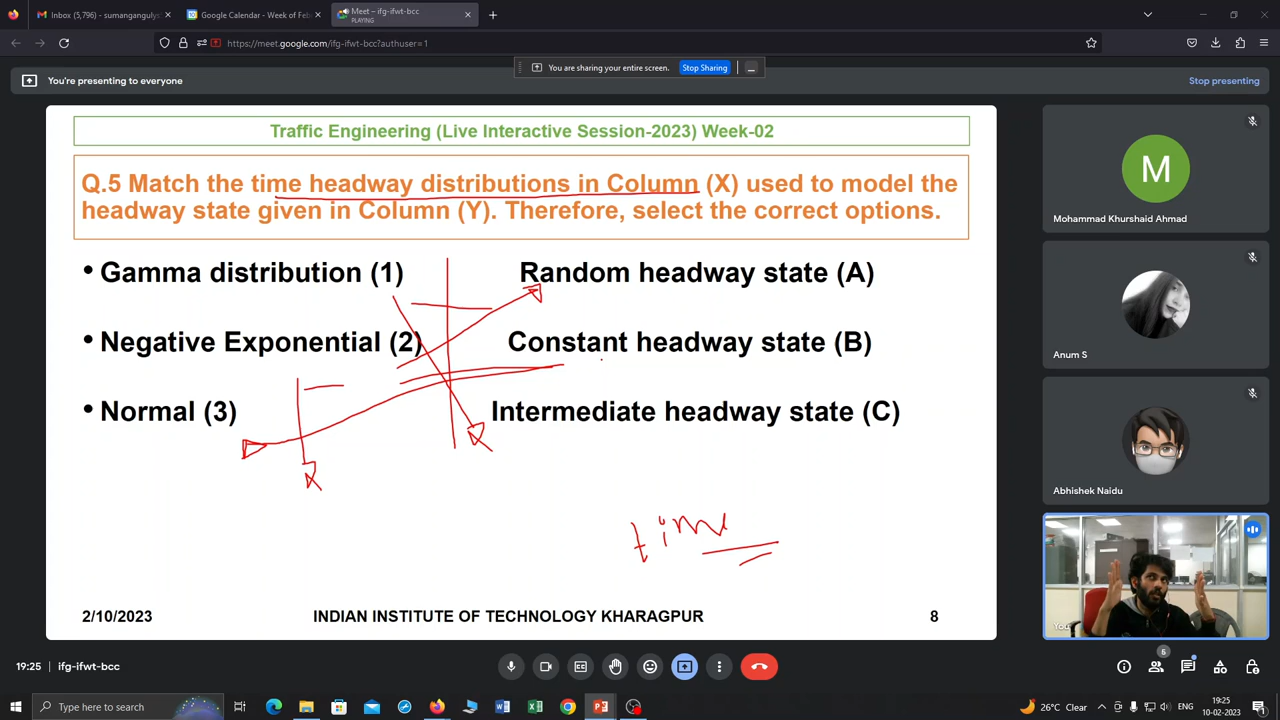 Inbox (5,796) - sumangangulys
Google Calendar - Week of Feb
Meet – ifg-ifwt-bcc
PLAYING
https://meet.google.com/ifg-ifwt-bcc?authuser=1
You are sharing your entire screen.
Stop Sharing
You're presenting to everyone
Stop presenting
Traffic Engineering (Live Interactive Session-2023) Week-02
Q.5 Match the time headway distributions in Column (X) used to model the
headway state given in Column (Y). Therefore, select the correct options.
• Gamma distribution (1)
Random headway state (A)
• Negative Exponential (2)
Constant headway state (B)
• Normal (3)
Intermediate headway state (C)
time
2/10/2023
INDIAN INSTITUTE OF TECHNOLOGY KHARAGPUR
8
M
Mohammad Khurshaid Ahmad
Anum S
Abhishek Naidu
You
19:25
ifg-ifwt-bcc
6
Type here to search
26°C Clear
19:25
10-02-2023